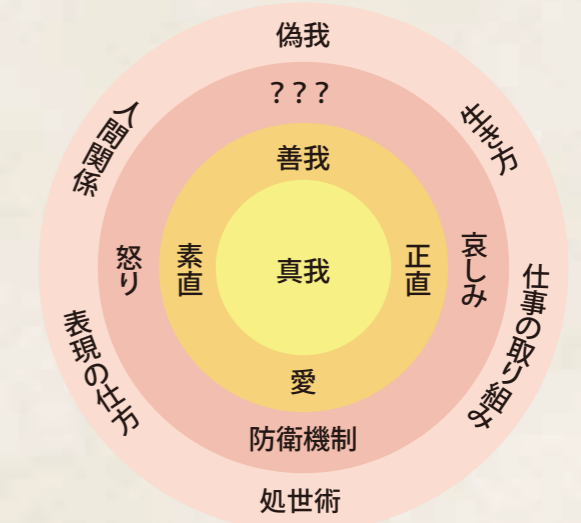 偽我
???
善我
真我
愛
防衛機制
処世術
人間関係
生き方
怒り
素直
正直
哀しみ
表現の仕方
仕事の取り組み